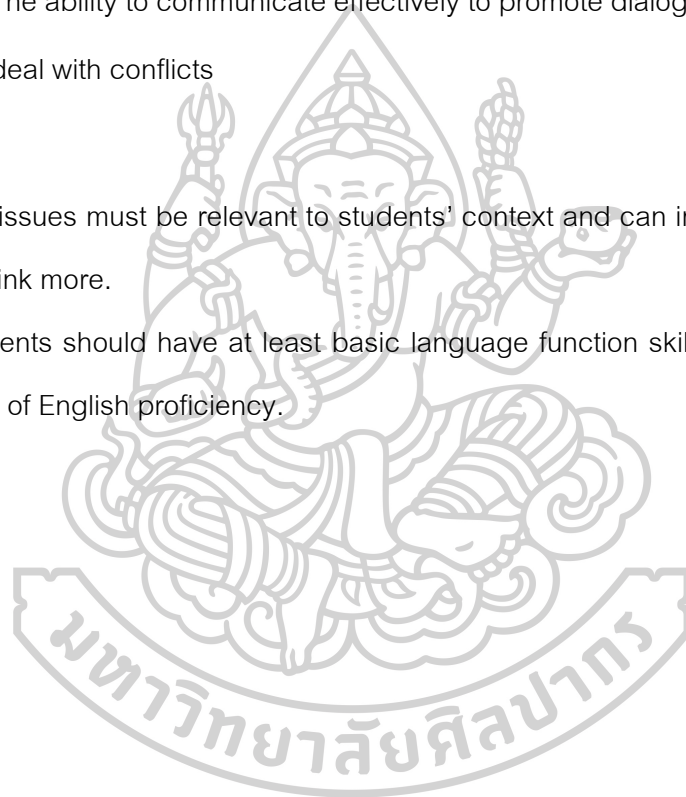 he ability to communicate effectively to promote dialog
deal with conflicts
issues must be relevant to students’ context and can
ink more.
ents should have at least basic language function
of English proficiency.
มหาวิทยาลัยศิลปากร